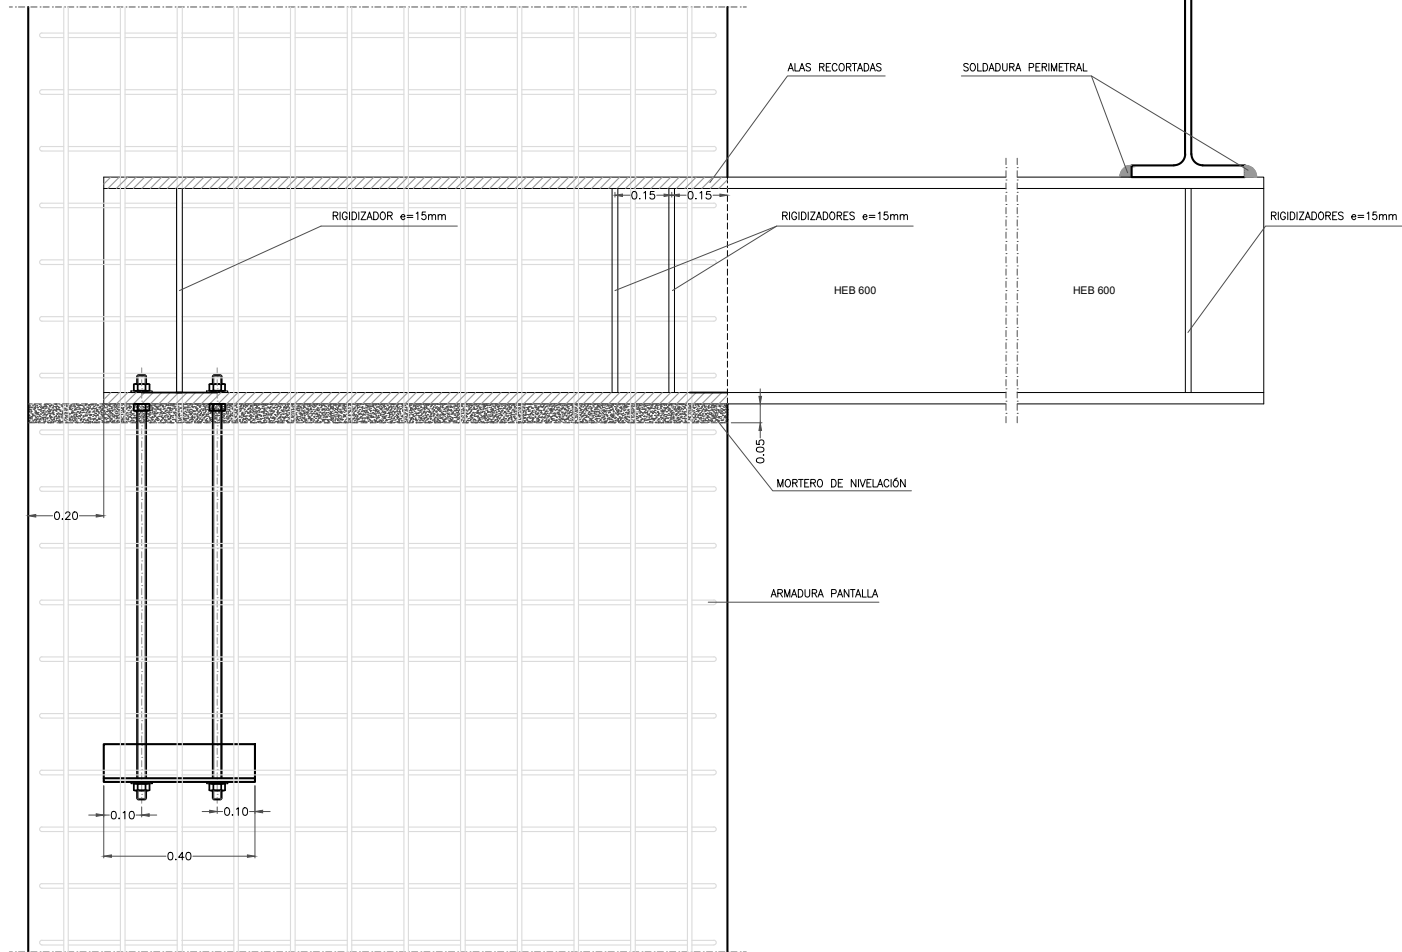 ALAS RECORTADAS
SOLDADURA PERIMETRAL
0.15
0.15
RIGIDIZADOR e=15mm
RIGIDIZADORES e=15mm
RIGIDIZADORES e=15mm
HEB 600
HEB 600
0.05
MORTERO DE NIVELACIÓN
0.20
ARMADURA PANTALLA
0.10
0.10
0.40